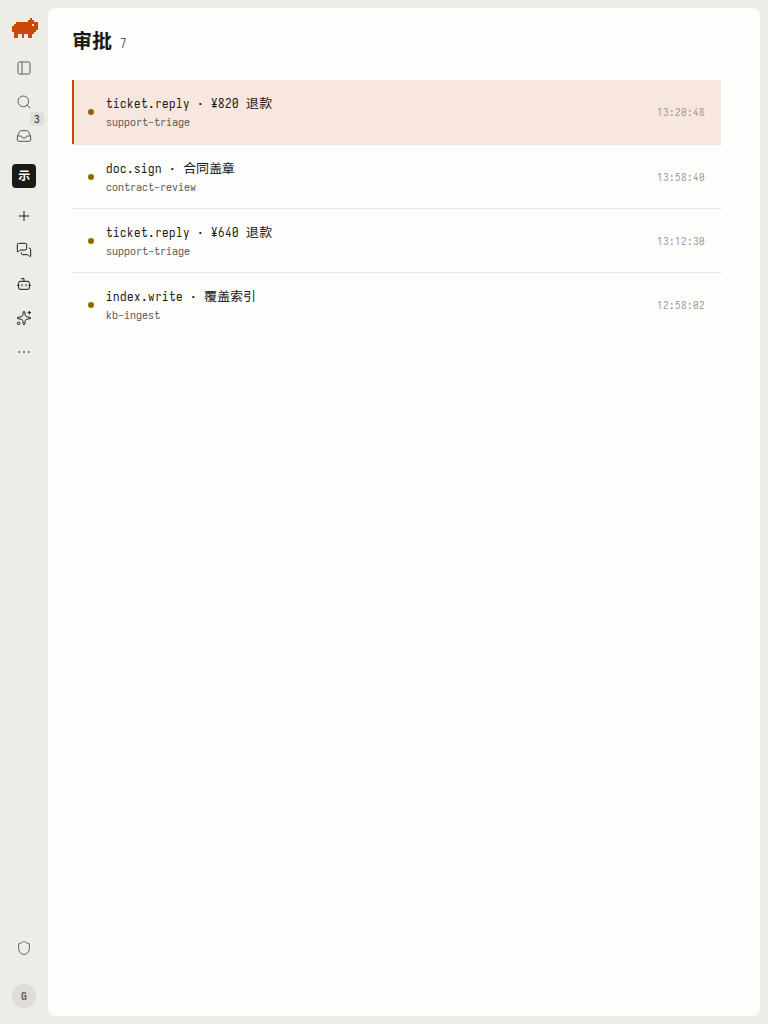 审批 7
3
示
ticket.reply · ¥820 退款
support-triage
13:20:48
doc.sign · 合同盖章
contract-review
13:58:40
ticket.reply · ¥640 退款
support-triage
13:12:30
index.write · 覆盖索引
kb-ingest
12:58:02
G